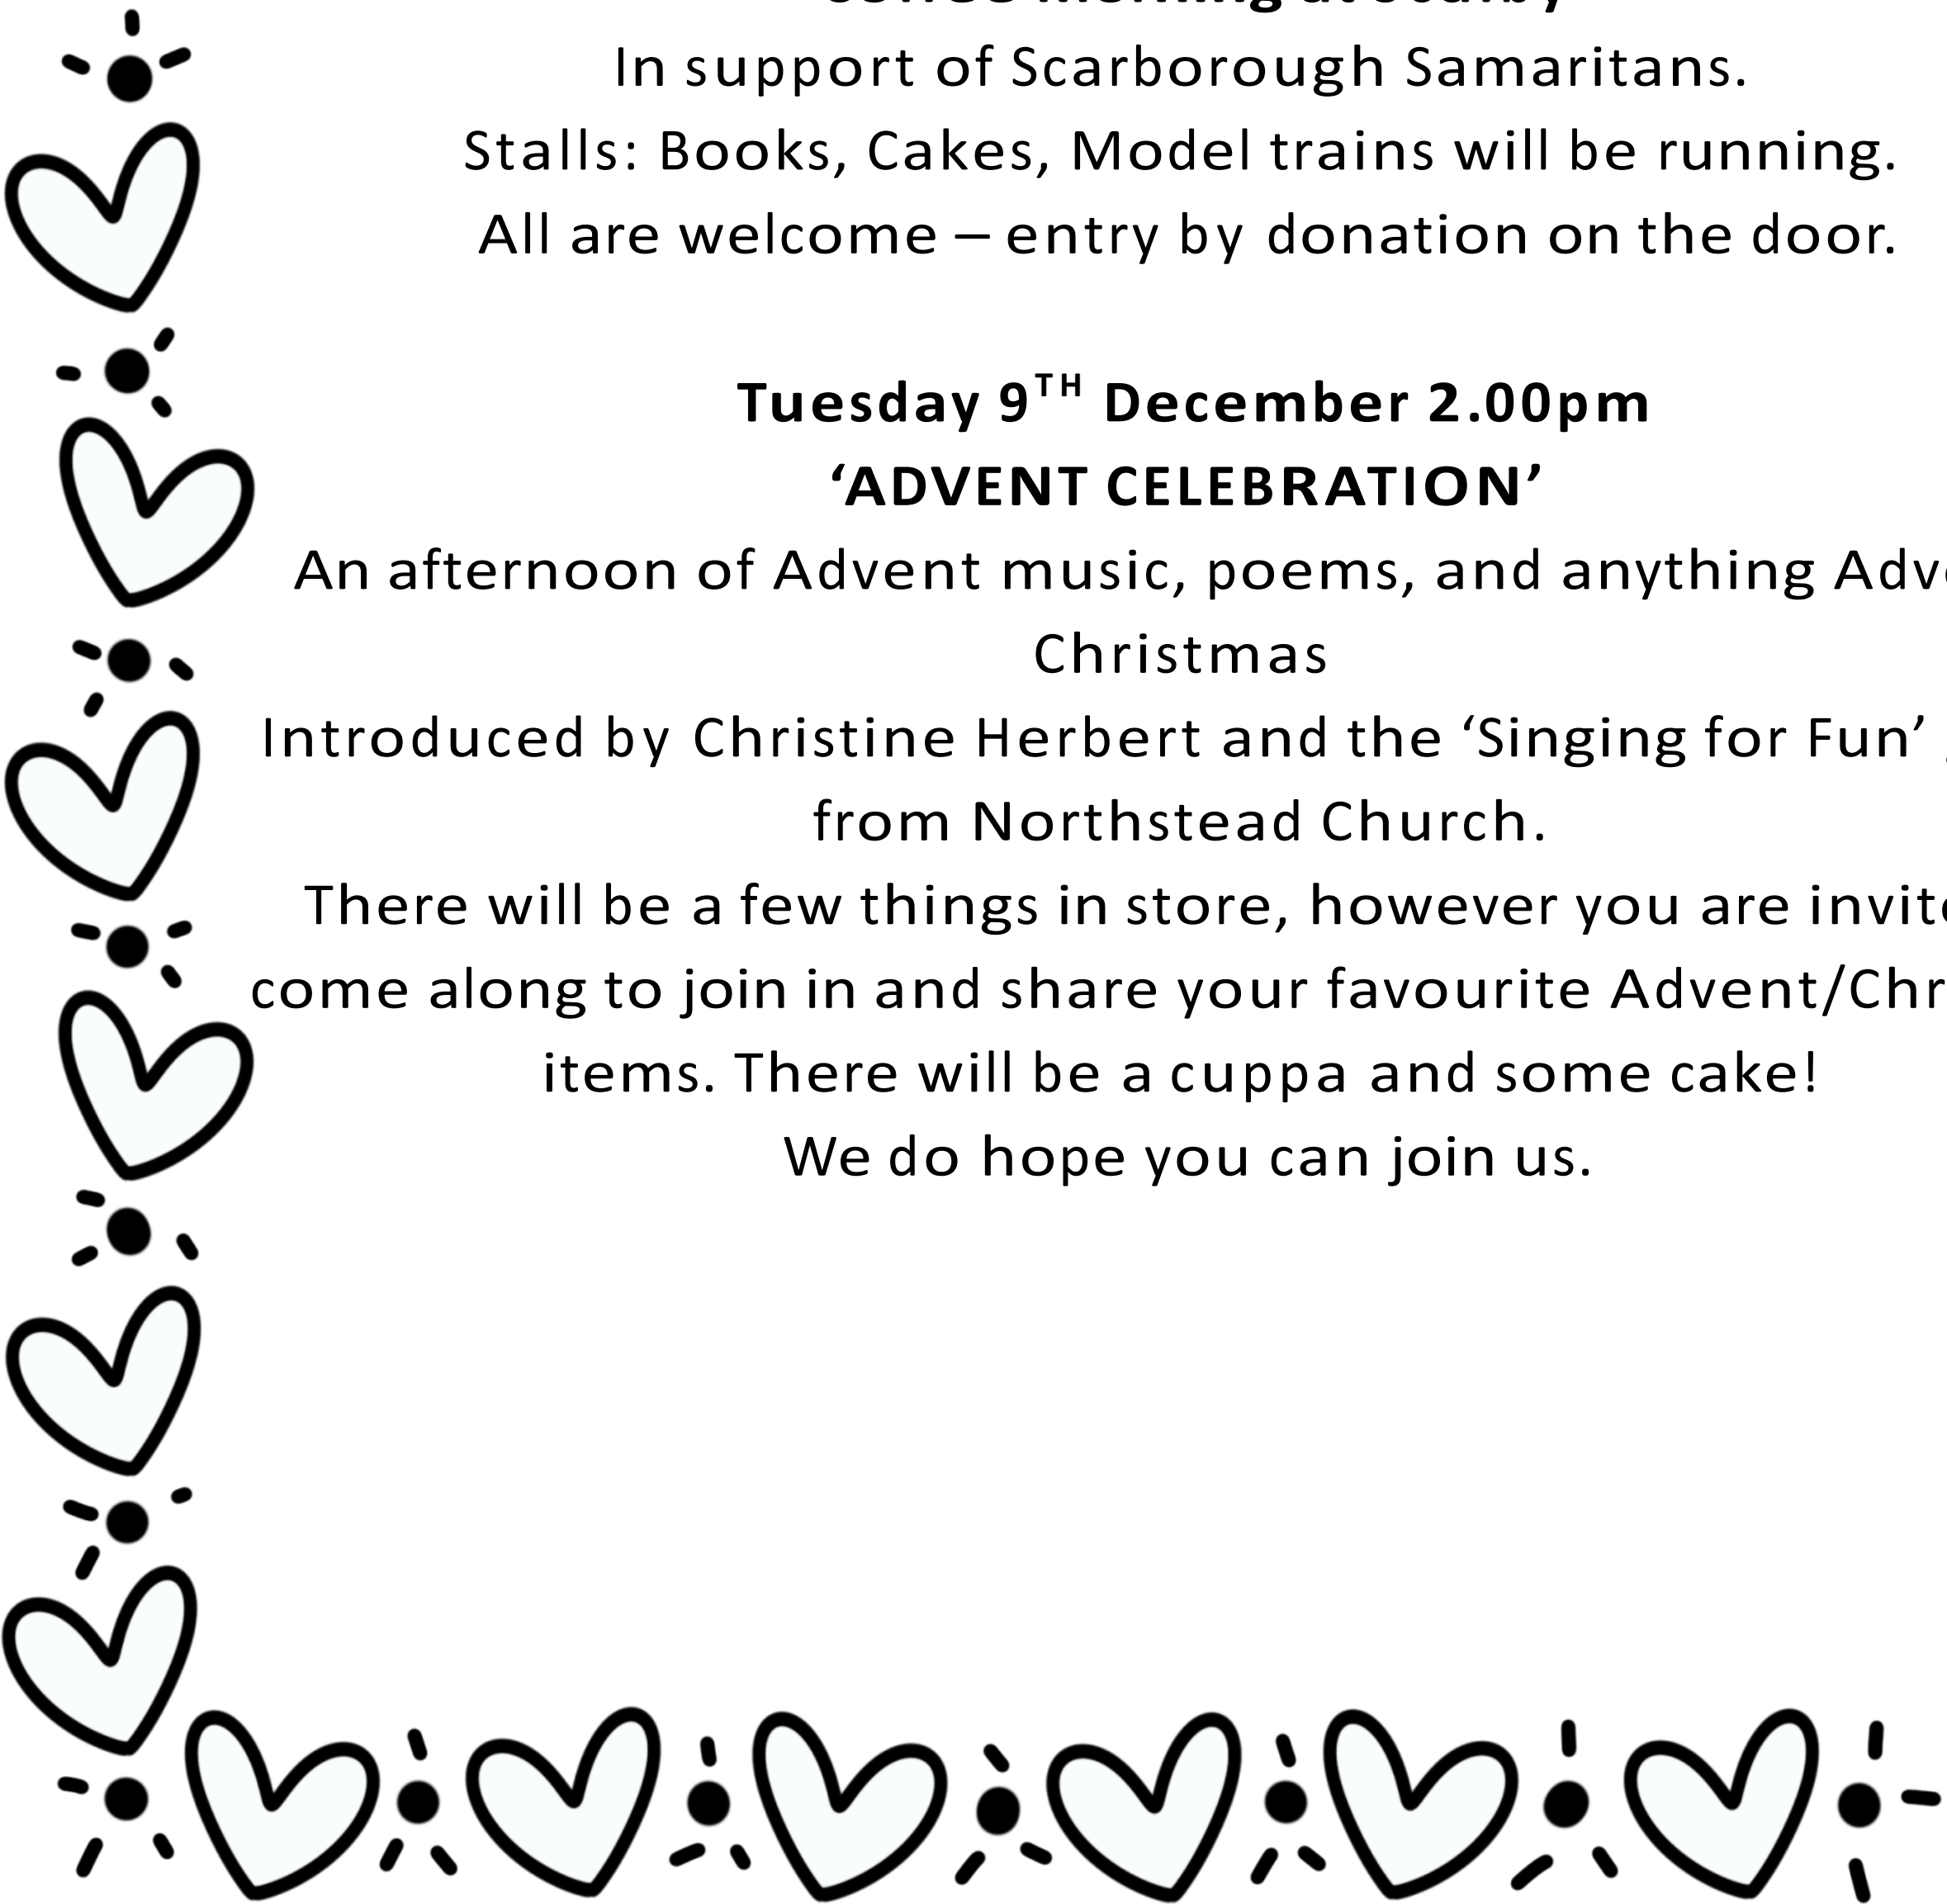 In support of Scarborough Samaritans.
Stalls: Books, Cakes, Model trains will be running.
All are welcome – entry by donation on the door.
Tuesday 9TH December 2.00pm
‘ADVENT CELEBRATION’
An afternoon of Advent music, poems, and anything
Christmas
Introduced by Christine Herbert and the ‘Singing for Fun’
from Northstead Church.
There will be a few things in store, however you are
come along to join in and share your favourite
items. There will be a cuppa and some cake!
We do hope you can join us.